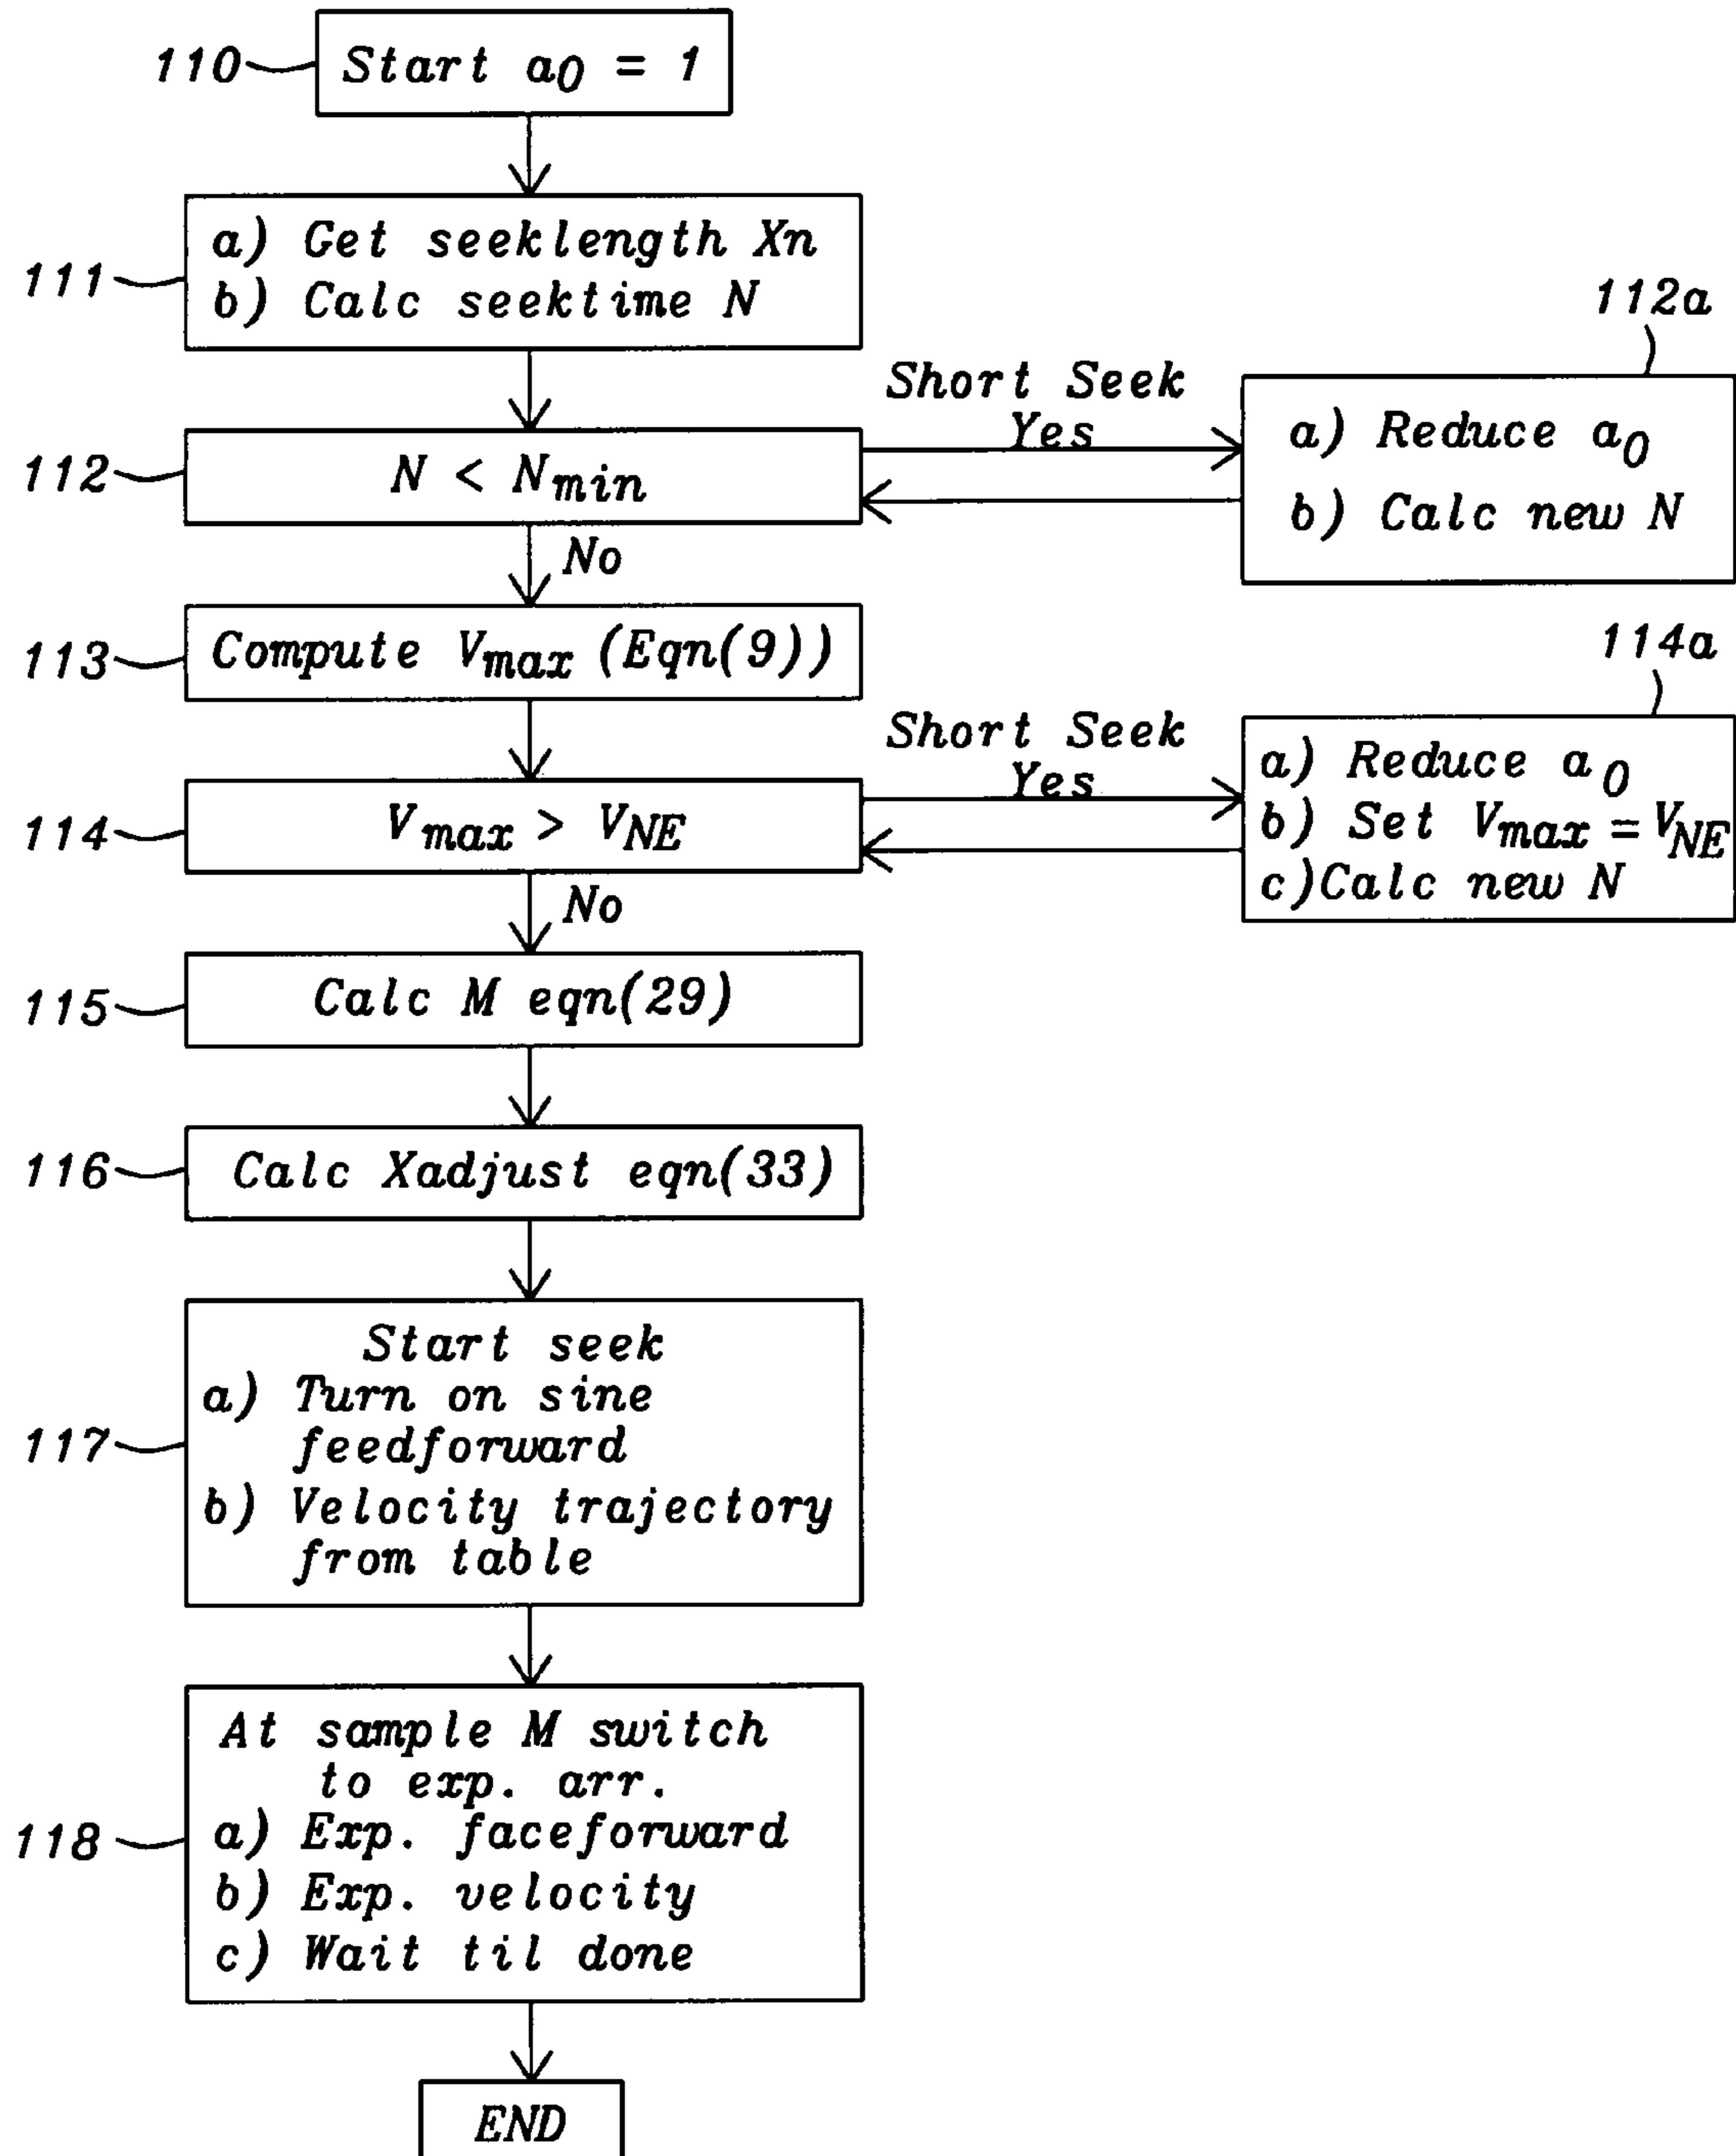 110
Start a0 = 1
111
a) Get seeklength Xn
b) Calc seektime N
112
N < Nmin
Short Seek
Yes
112a
a) Reduce a0
b) Calc new N
No
113
Compute Vmax (Eqn(9))
114
Vmax > VNE
Short Seek
Yes
114a
a) Reduce a0
b) Set Vmax = VNE
c)Calc new N
No
115
Calc M eqn(29)
116
Calc Xadjust eqn(33)
117
Start seek
a) Turn on sine
feedforward
b) Velocity trajectory
from table
118
At sample M switch
to exp. arr.
a) Exp. faceforward
b) Exp. velocity
c) Wait til done
END